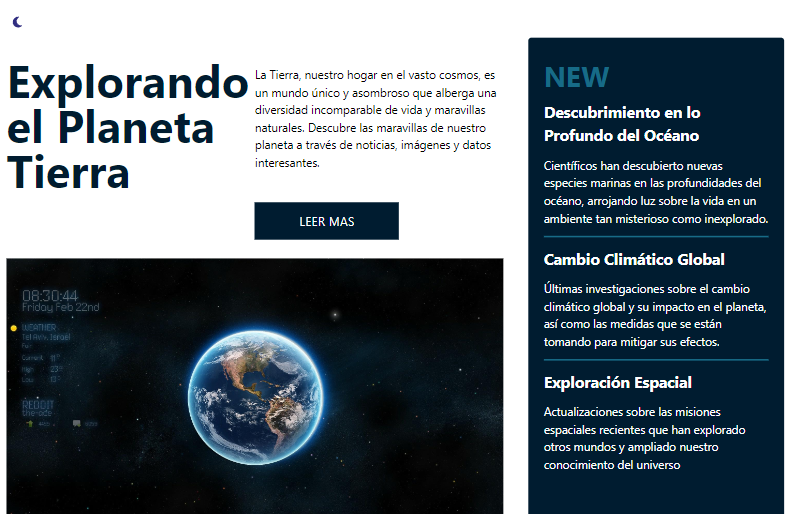 Explorando
el Planeta
Tierra
La Tierra, nuestro hogar en el vasto cosmos, es
un mundo único y asombroso que alberga una
diversidad incomparable de vida y maravillas
naturales. Descubre las maravillas de nuestro
planeta a través de noticias, imágenes y datos
interesantes.
LEER MAS
08:30:44
Friday Feb 22nd
WEATHER
Tel Aviv, Israel
Current 11°
High 23°
Low 13°
REDDIT
NEW
Descubrimiento en lo
Profundo del Océano
Científicos han descubierto nuevas
especies marinas en las profundidades del
océano, arrojando luz sobre la vida en un
ambiente tan misterioso como inexplorado.
Cambio Climático Global
Últimas investigaciones sobre el cambio
climático global y su impacto en el planeta,
así como las medidas que se están
tomando para mitigar sus efectos.
Exploración Espacial
Actualizaciones sobre las misiones
espaciales recientes que han explorado
otros mundos y ampliado nuestro
conocimiento del universo